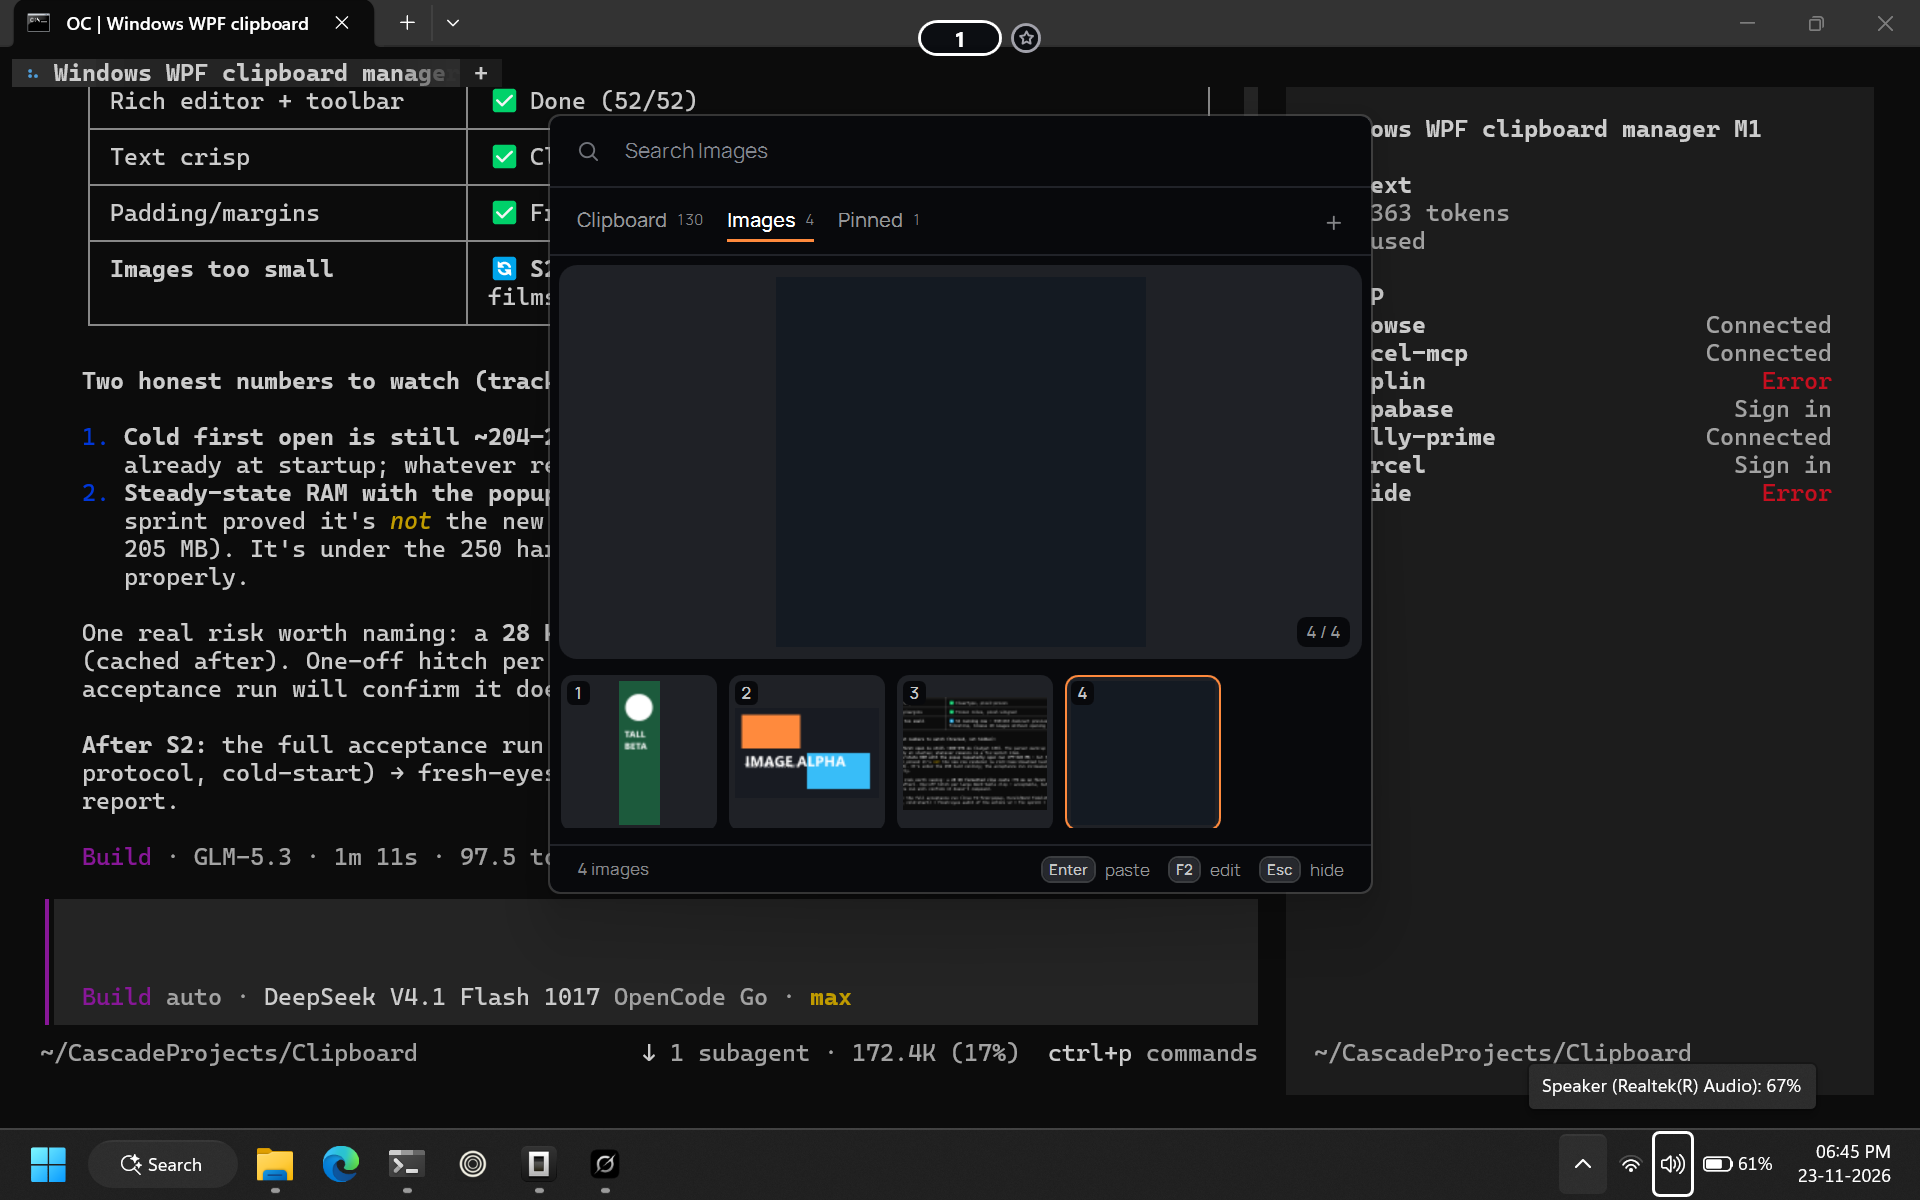 OC | Windows WPF clipboard
1
Windows WPF clipboard manage
+
Rich editor + toolbar
Done (52/52)
Text crisp
Padding/margins
Images too small
films
Two honest numbers to watch (track
1. Cold first open is still ~204-2
already at startup; whatever re
2. Steady-state RAM with the popup
sprint proved it's not the new
205 MB). It's under the 250 har
properly.
One real risk worth naming: a 28 k
(cached after). One-off hitch per
acceptance run will confirm it doe
After S2: the full acceptance run
protocol, cold-start) → fresh-eyes
report.
Build · GLM-5.3 · 1m 11s · 97.5 to
Build auto · DeepSeek V4.1 Flash 1017 OpenCode Go · max
~/CascadeProjects/Clipboard
↓ 1 subagent · 172.4K (17%) ctrl+p commands
Search Images
Clipboard 130 Images 4 Pinned 1
+
4 / 4
1
TALL
BETA
2
IMAGE ALPHA
3
4
4 images
Enter paste F2 edit Esc hide
ows WPF clipboard manager M1
ext
363 tokens
used
P
owse Connected
cel-mcp Connected
plin Error
pabase Sign in
lly-prime Connected
rcel Sign in
ide Error
~/CascadeProjects/Clipboard
Speaker (Realtek(R) Audio): 67%
Search
61%
06:45 PM
23-11-2026